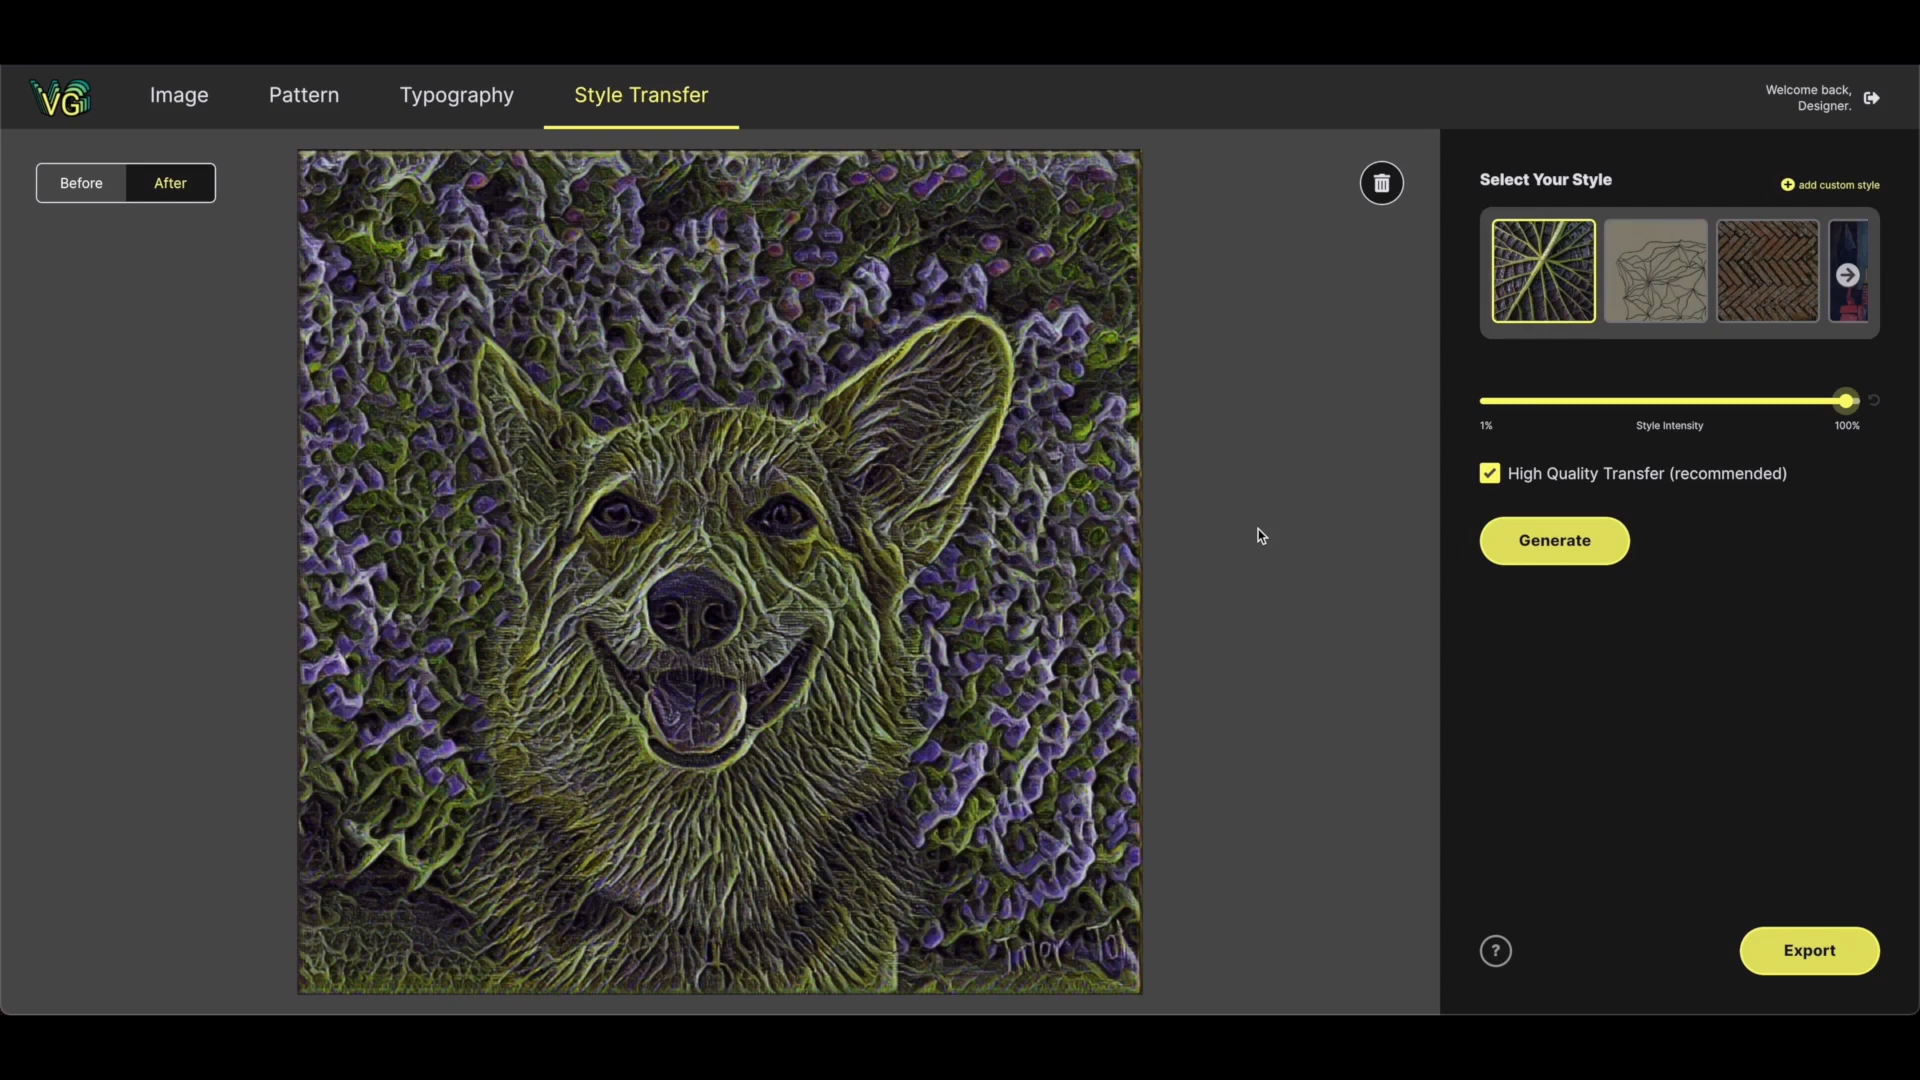 VG
Image
Pattern
Typography
Style Transfer
Welcome back,
Designer.
Before
After
Select Your Style
add custom style
1%
Style Intensity
100%
High Quality Transfer (recommended)
Generate
?
Export